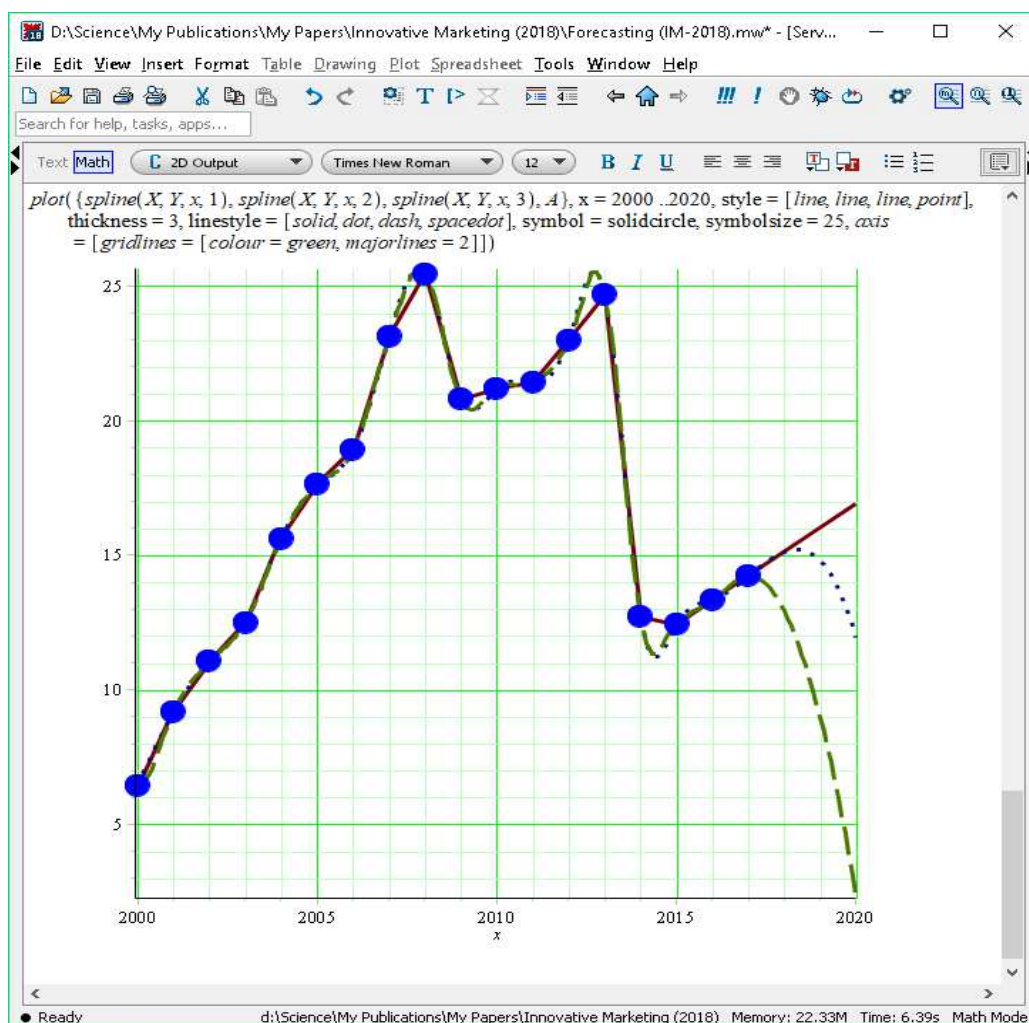 D:\Science\My Publications\My Papers\Innovative Marketing (2018)\Forecasting (IM-2018).mw* - [Serv...
File Edit View Insert Format Table Drawing Plot Spreadsheet Tools Window Help
Search for help, tasks, apps...
Text Math C 2D Output Times New Roman 12 B I U
plot({spline(X, Y, x, 1), spline(X, Y, x, 2), spline(X, Y, x, 3), A}, x = 2000 ..2020, style = [line, line, line, point],
thickness = 3, linestyle = [solid, dot, dash, spacedot], symbol = solidcircle, symbolsize = 25, axis
= [gridlines = [colour = green, majorlines = 2]])
25
20
15
10
5
2000 2005 2010 2015 2020
x
Ready d:\Science\My Publications\My Papers\Innovative Marketing (2018) Memory: 22.33M Time: 6.39s Math Mode